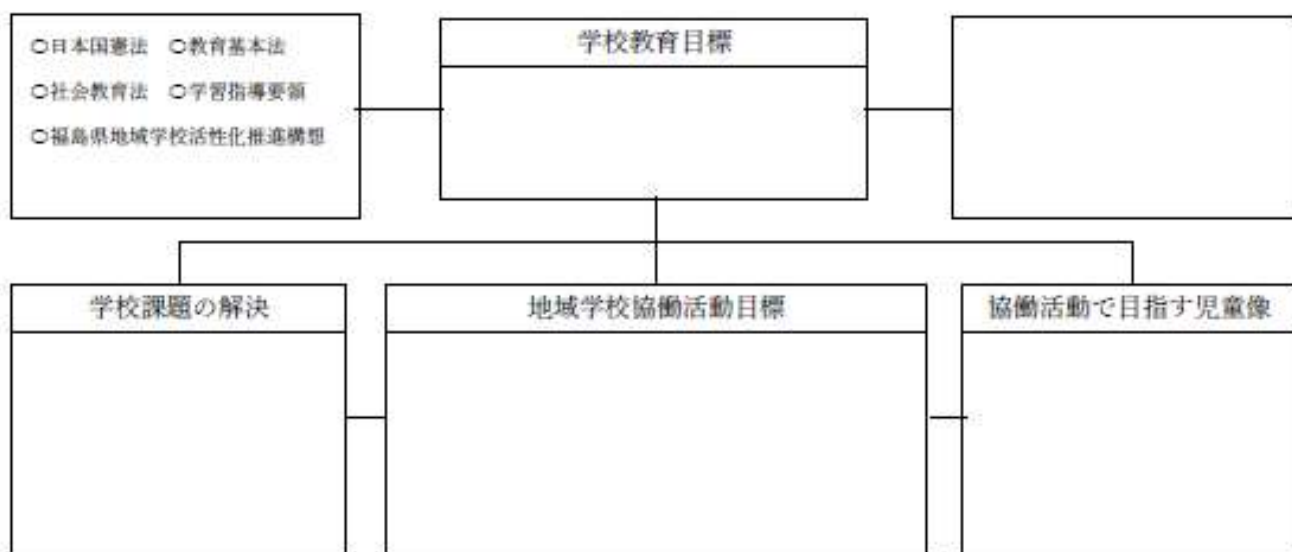 ○日本国憲法　○教育基本法
○社会教育法　○学習指導要領
○福島県地域学校活性化推進構想
学校教育目標
学校課題の解決
地域学校協働活動目標
協働活動で目指す児童像